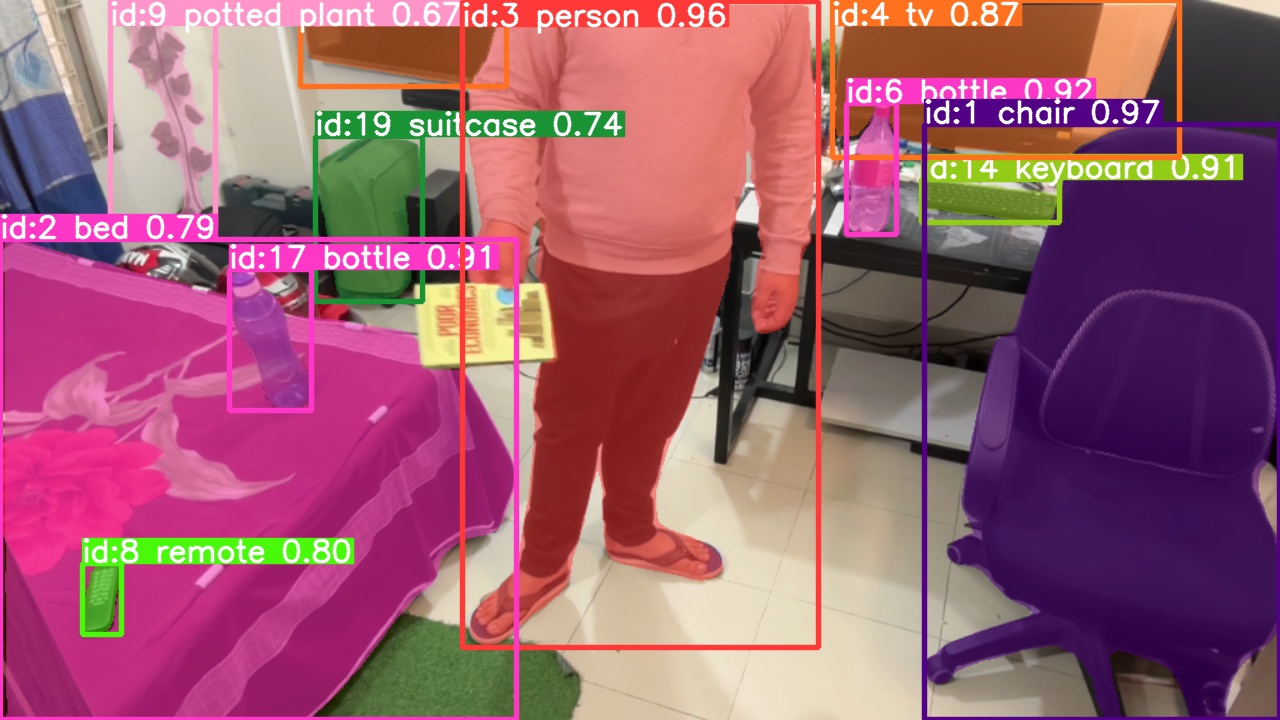 id:9 potted plant 0.67
id:3 person 0.96
id:4 tv 0.87
id:6 bottle 0.92
id:1 chair 0.97
id:19 suitcase 0.74
d:14 keyboard 0.91
id:2 bed 0.79
id:17 bottle 0.91
POOR
ECONOMICS
id:8 remote 0.80